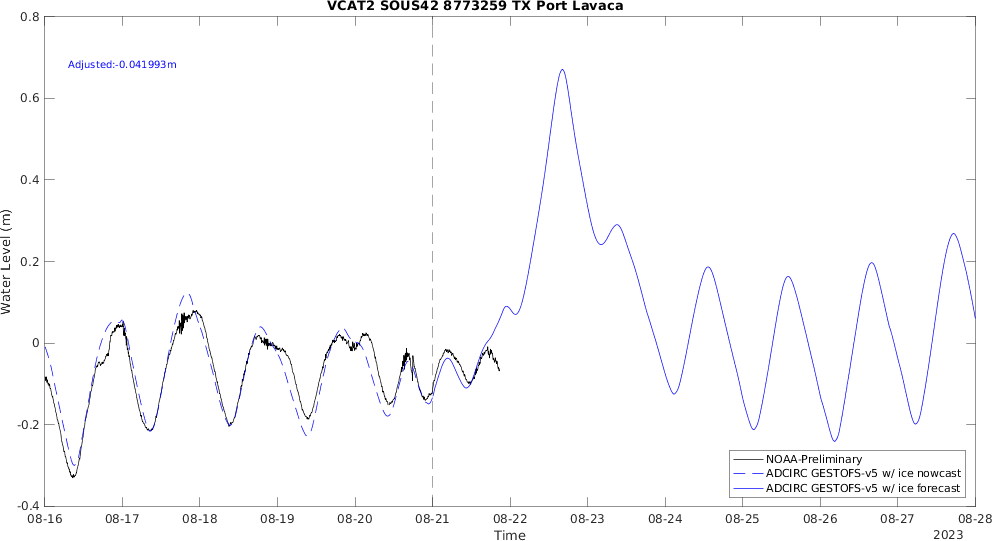 VCAT2 SOUS42 8773259 TX Port Lavaca
Adjusted:-0.041993m
0.8
0.6
0.4
0.2
0
-0.2
-0.4
Water Level (m)
NOAA-Preliminary
ADCIRC GESTOFS-v5 w/ ice nowcast
ADCIRC GESTOFS-v5 w/ ice forecast
08-16 08-17 08-18 08-19 08-20 08-21 08-22 08-23 08-24 08-25 08-26 08-27 08-28
Time
2023